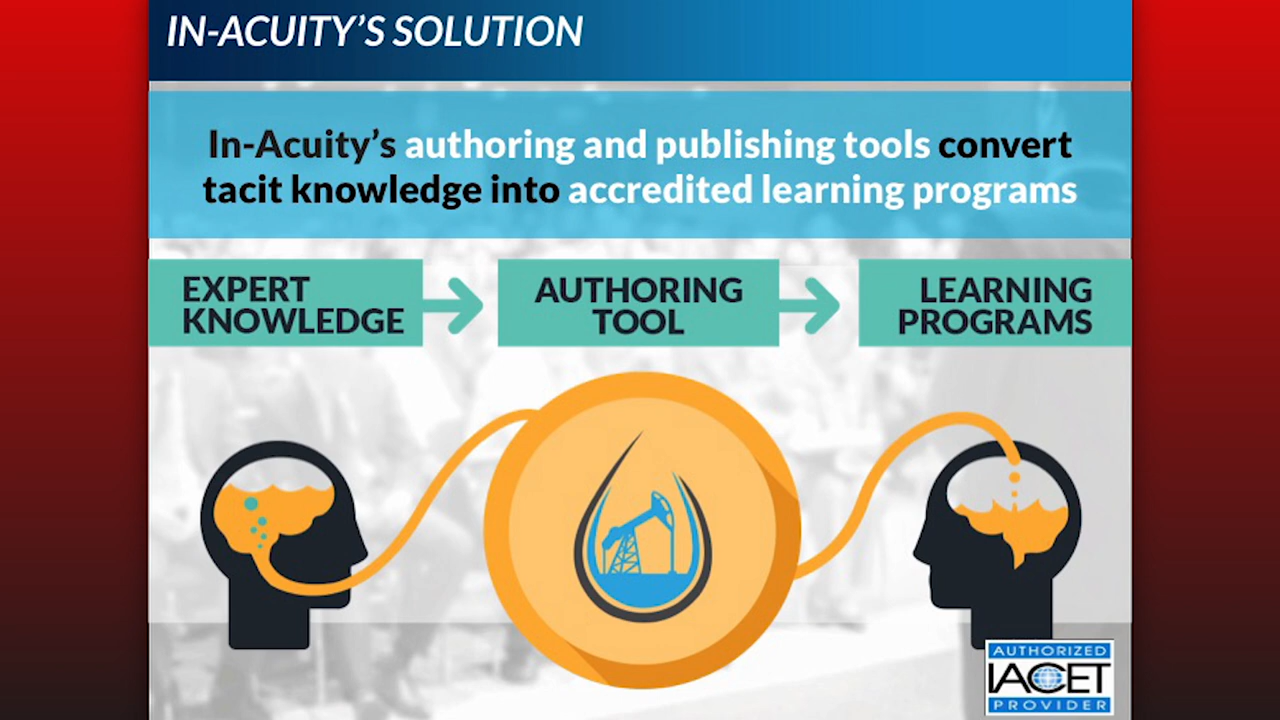 IN-ACUITY'S SOLUTION
In-Acuity's authoring and publishing tools convert
tacit knowledge into accredited learning programs
EXPERT
KNOWLEDGE
AUTHORING
TOOL
LEARNING
PROGRAMS
AUTHORIZED
IACET
PROVIDER